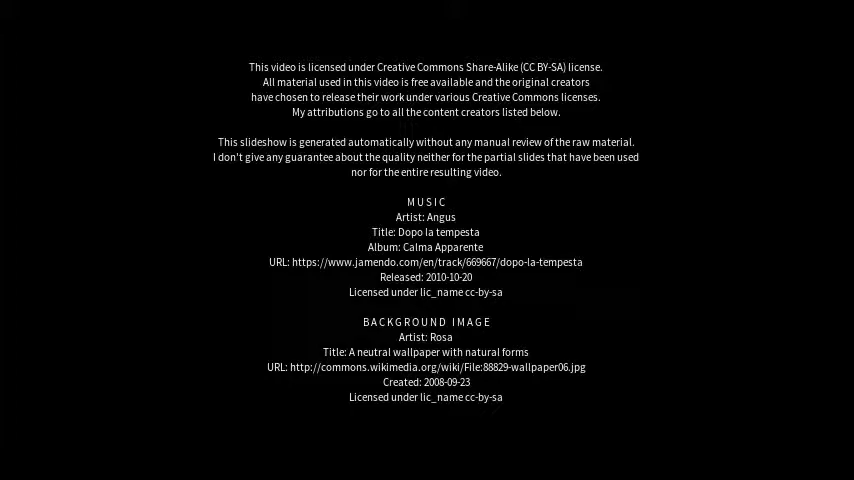 This video is licensed under Creative Commons Share-Alike (CC BY-SA) license.
All material used in this video is free available and the original creators
have chosen to release their work under various Creative Commons licenses.
My attributions go to all the content creators listed below.
This slideshow is generated automatically without any manual review of the raw material.
I don't give any guarantee about the quality neither for the partial slides that have been used
nor for the entire resulting video.
MUSIC
Artist: Angus
Title: Dopo la tempesta
Album: Calma Apparente
URL: https://www.jamendo.com/en/track/669667/dopo-la-tempesta
Released: 2010-10-20
Licensed under lic_name cc-by-sa
BACKGROUND IMAGE
Artist: Rosa
Title: A neutral wallpaper with natural forms
URL: http://commons.wikimedia.org/wiki/File:88829-wallpaper06.jpg
Created: 2008-09-23
Licensed under lic_name cc-by-sa